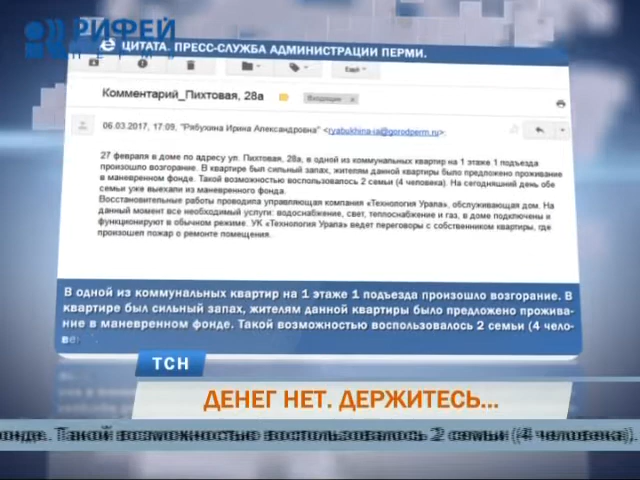 РИФЕЙ
ПЕРМЬ
ЦИТАТА. ПРЕСС-СЛУЖБА АДМИНИСТРАЦИИ ПЕРМИ.
Ещё
Комментарий_Пихтовая, 28а
Входящие x
06.03.2017, 17:09, "Рябухина Ирина Александровна" <ryabukhina-ia@gorodperm.ru>:
27 февраля в доме по адресу ул. Пихтовая, 28а, в одной из коммунальных квартир на 1 этаже 1 подъезда
произошло возгорание. В квартире был сильный запах, жителям данной квартиры было предложено проживание
в маневренном фонде. Такой возможностью воспользовалось 2 семьи (4 человека). На сегодняшний день обе
семьи уже выехали из маневренного фонда.
Восстановительные работы проводила управляющая компания «Технология Урала», обслуживающая дом. На
данный момент все необходимый услуги: водоснабжение, свет, теплоснабжение и газ, в доме подключены и
функционируют в обычном режиме. УК «Технология Урала» ведет переговоры с собственником квартиры, где
произошел пожар о ремонте помещения.
В одной из коммунальных квартир на 1 этаже 1 подъезда произошло возгорание. В
квартире был сильный запах, жителям данной квартиры было предложено прожива-
ние в маневренном фонде. Такой возможностью воспользовалось 2 семьи (4 чело-
ве
ТСН
ДЕНЕГ НЕТ. ДЕРЖИТЕСЬ...
онде. Такой возможностью воспользовалось 2 семьи (4 человека).